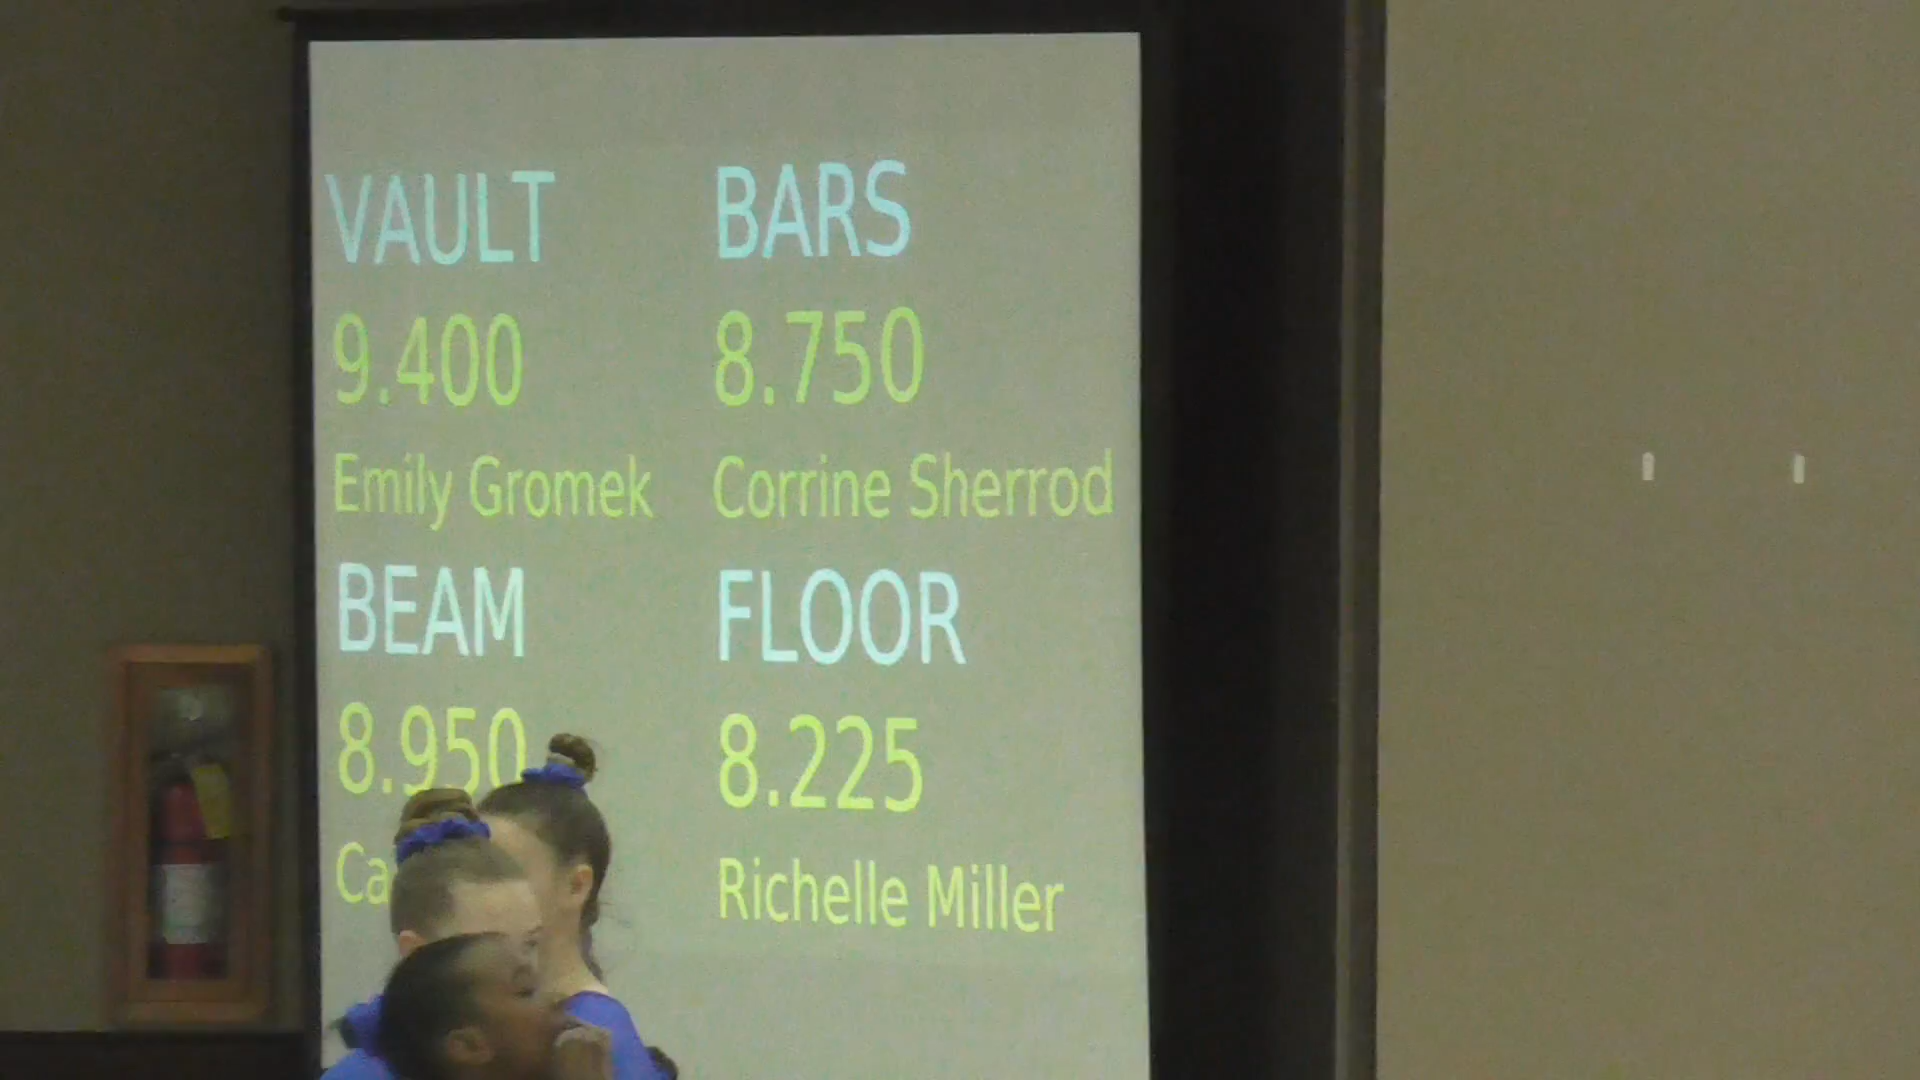 VAULT BARS
9.400 8.750
Emily Gromek Corrine Sherrod
BEAM FLOOR
8.950 8.225
Richelle Miller